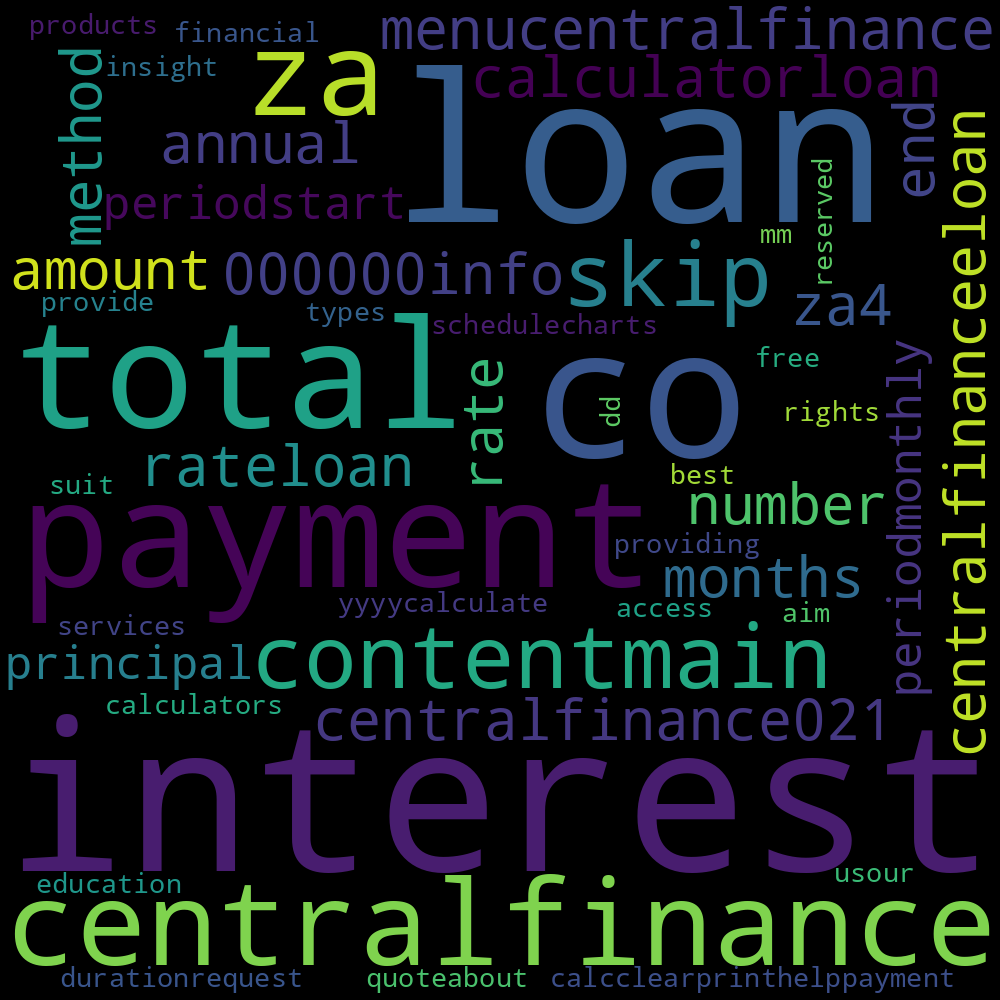 products
financial
menucentralfinance
insight
za
loan
calculatorloan
method
annual
end
periodstart
reserved
mm
centralfinanceeloan
amount
000000info
skip
za4
provide
types
schedulecharts
total
co
free
rate
dd
rights
periodmonthly
rateloan
best
suit
payment
number
providing
months
yyyycalculate
access
aim
services
principal
contentmain
calculators
centralfinance021
interest
education
usour
centralfinance
durationrequest
quoteabout
calcclearprinthelppayment